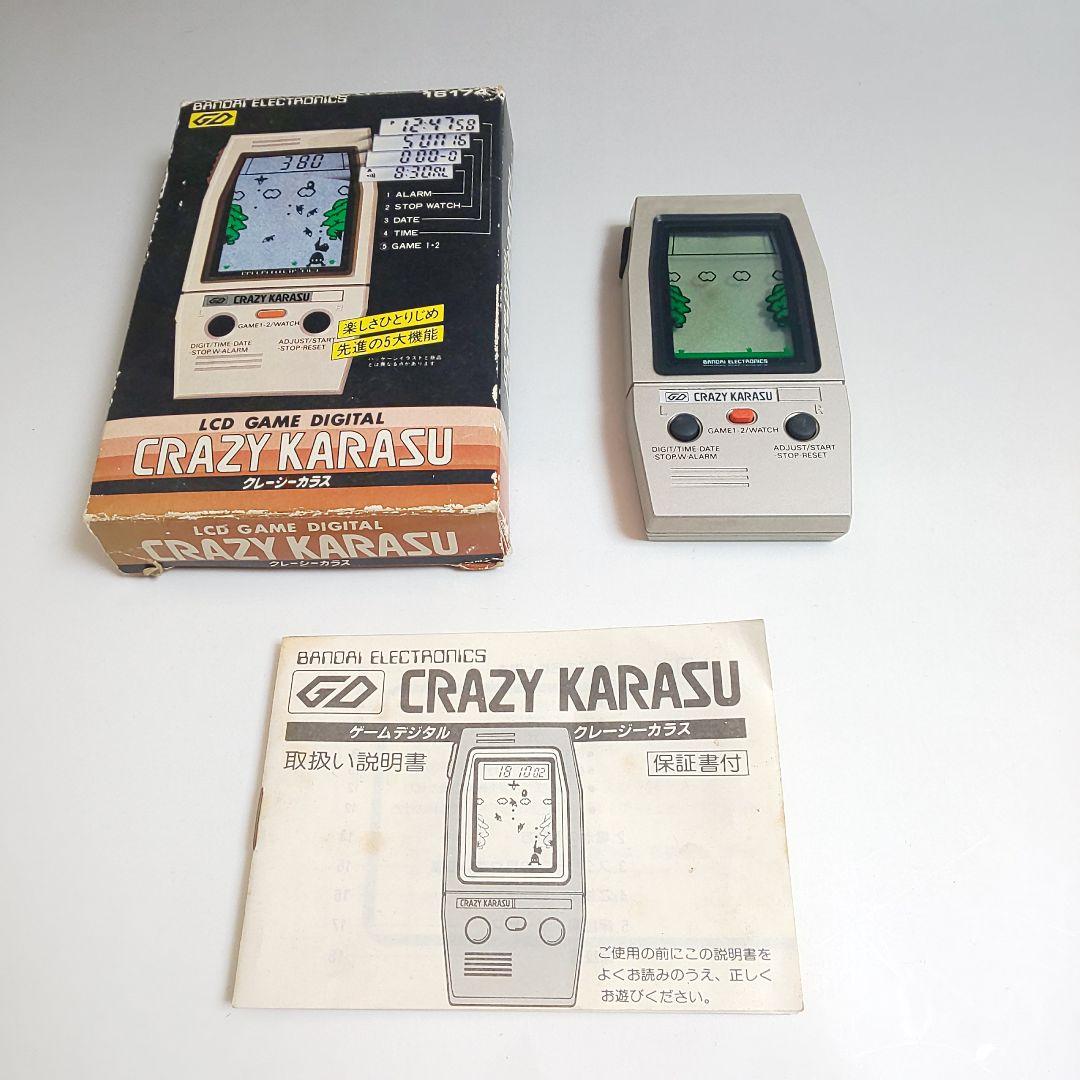 BANDAI ELECTRONICS
16174
GD
380
P 12:47 58
SUN 16
0:00-0
8:30 AL
1 ALARM
2 STOP WATCH
3 DATE
4 TIME
5 GAME 1·2
GD CRAZY KARASU
L R
GAME1-2/WATCH
DIGIT/TIME·DATE
·STOP.W·ALARM
ADJUST/START
·STOP·RESET
楽しさひとりじめ
先進の5大機能
LCD GAME DIGITAL
CRAZY KARASU
クレージーカラス
LCD GAME DIGITAL
CRAZY KARASU
クレージーカラス
BANDAI ELECTRONICS
GD CRAZY KARASU
L R
GAME1-2/WATCH
DIGIT/TIME·DATE
·STOP.W·ALARM
ADJUST/START
·STOP·RESET
BANDAI ELECTRONICS
GD CRAZY KARASU
ゲームデジタル クレージーカラス
取扱い説明書 保証書付
18 10 02
CRAZY KARASU
ご使用の前にこの説明書を
よくお読みのうえ、正しく
お遊びください。